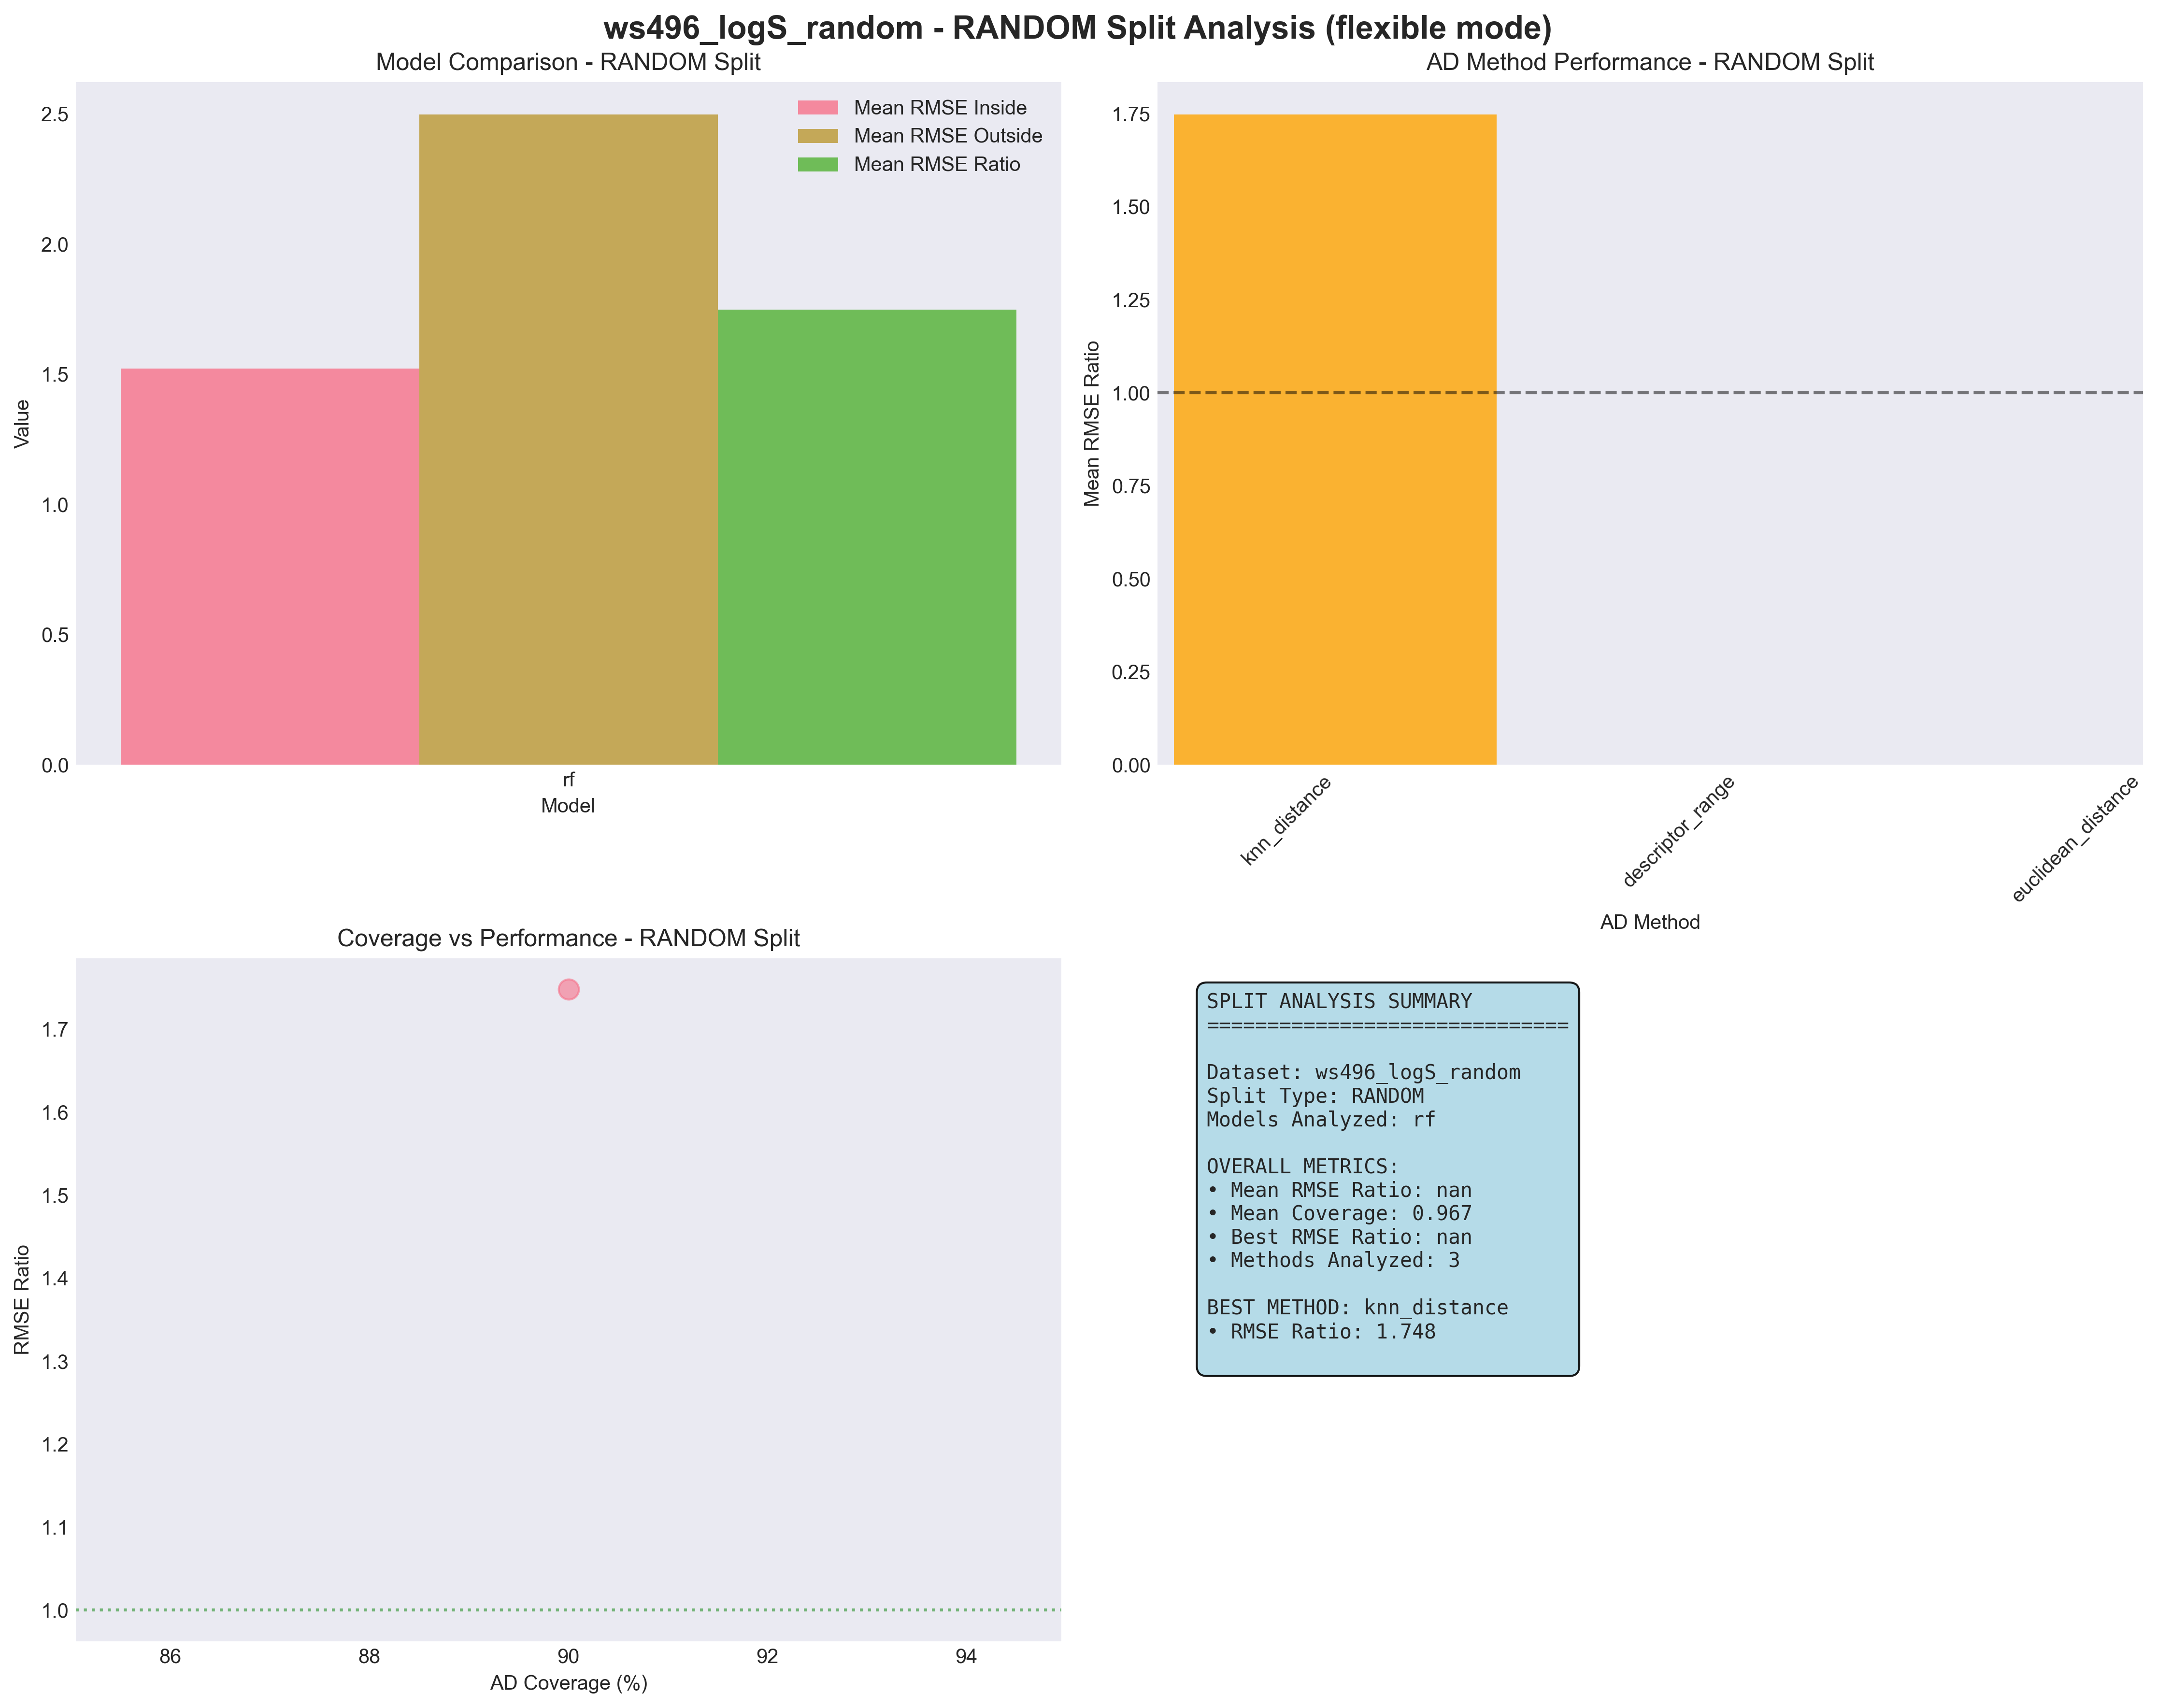 ws496_logS_random - RANDOM Split Analysis (flexible mode)
Model Comparison - RANDOM Split
Value
2.5
2.0
1.5
1.0
0.5
0.0
Mean RMSE Inside
Mean RMSE Outside
Mean RMSE Ratio
rf
Model
AD Method Performance - RANDOM Split
Mean RMSE Ratio
1.75
1.50
1.25
1.00
0.75
0.50
0.25
0.00
knn_distance
descriptor_range
euclidean_distance
AD Method
Coverage vs Performance - RANDOM Split
RMSE Ratio
1.7
1.6
1.5
1.4
1.3
1.2
1.1
1.0
86
88
90
92
94
AD Coverage (%)
SPLIT ANALYSIS SUMMARY
==============================
Dataset: ws496_logS_random
Split Type: RANDOM
Models Analyzed: rf
OVERALL METRICS:
• Mean RMSE Ratio: nan
• Mean Coverage: 0.967
• Best RMSE Ratio: nan
• Methods Analyzed: 3
BEST METHOD: knn_distance
• RMSE Ratio: 1.748